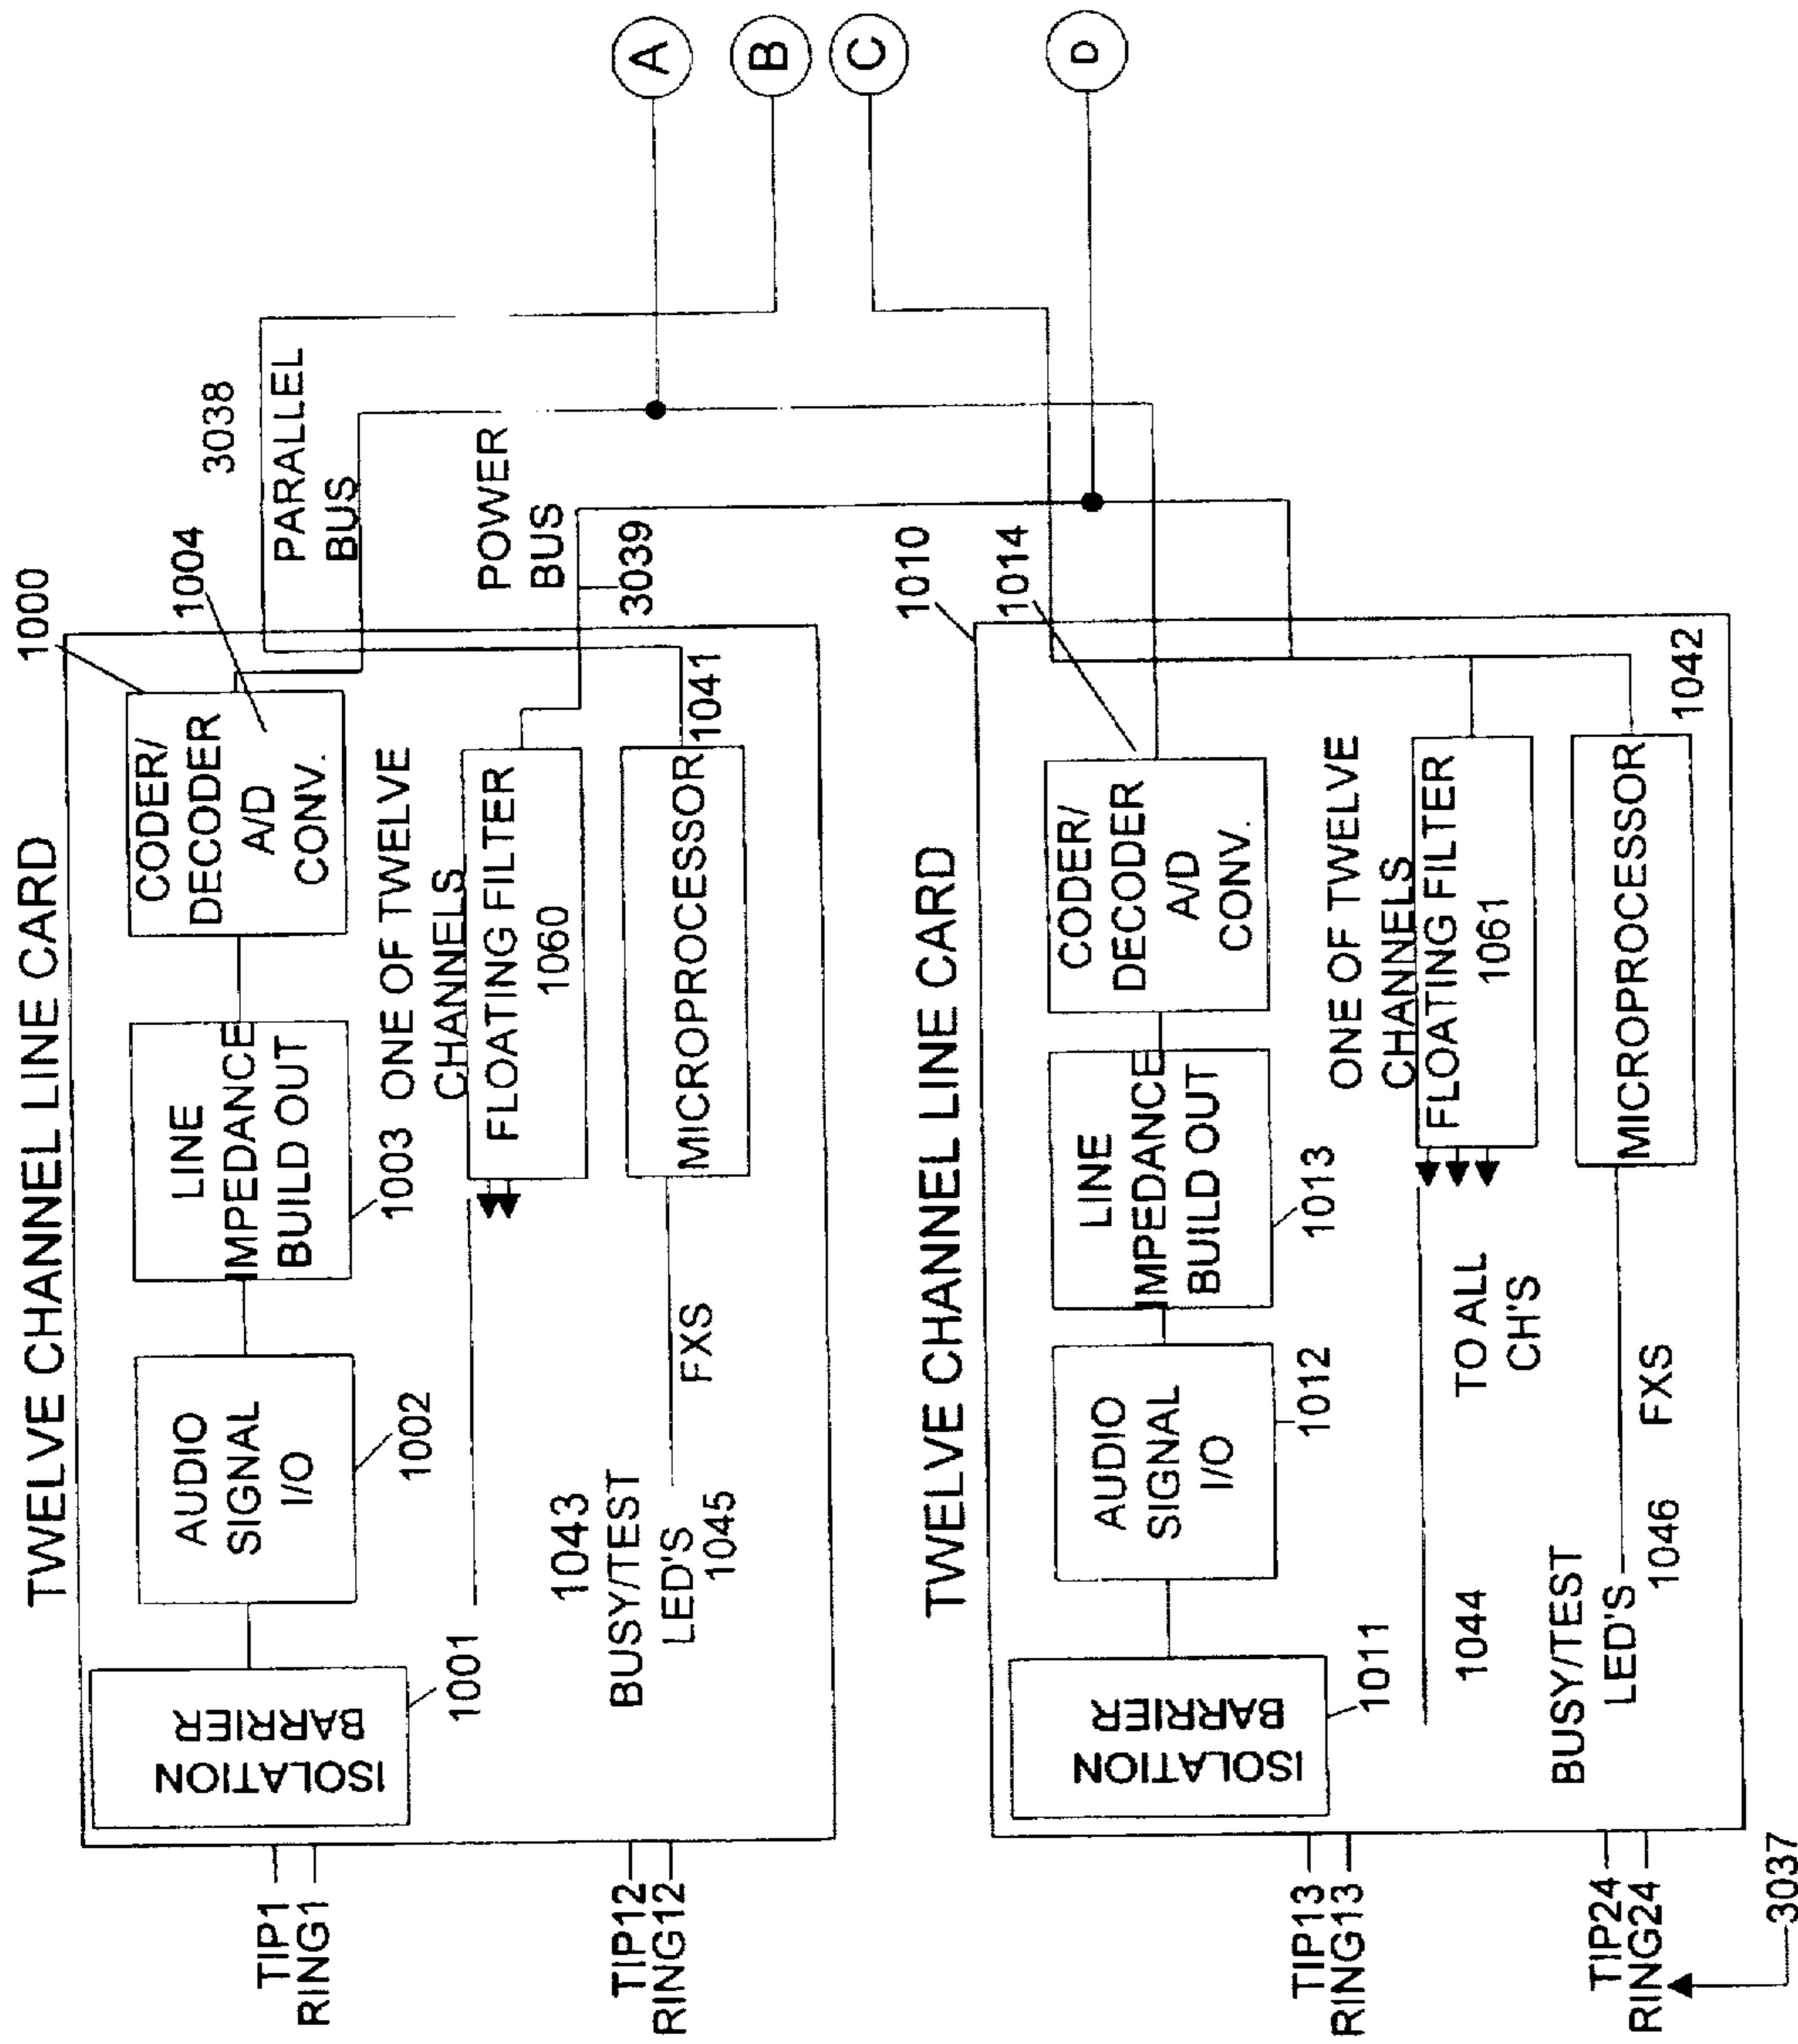 TWELVE CHANNEL LINE CARD
1000
TIP1
RING1
TIP12
RING12
ISOLATION
BARRIER
1001
AUDIO
SIGNAL
I/O
1002
LINE
IMPEDANCE
BUILD OUT
1003
CODER/
DECODER
A/D
CONV.
1004
ONE OF TWELVE
CHANNELS
FLOATING FILTER
1060
1043
BUSY/TEST
LED'S
1045
FXS
MICROPROCESSOR
1041
3038
PARALLEL
BUS
POWER
BUS
3039
A
B
C
D
TWELVE CHANNEL LINE CARD
1010
TIP13
RING13
TIP24
RING24
3037
ISOLATION
BARRIER
1011
AUDIO
SIGNAL
I/O
1012
LINE
IMPEDANCE
BUILD OUT
1013
CODER/
DECODER
A/D
CONV.
1014
ONE OF TWELVE
CHANNELS
FLOATING FILTER
1061
1044
TO ALL
CH'S
BUSY/TEST
LED'S
1046
FXS
MICROPROCESSOR
1042